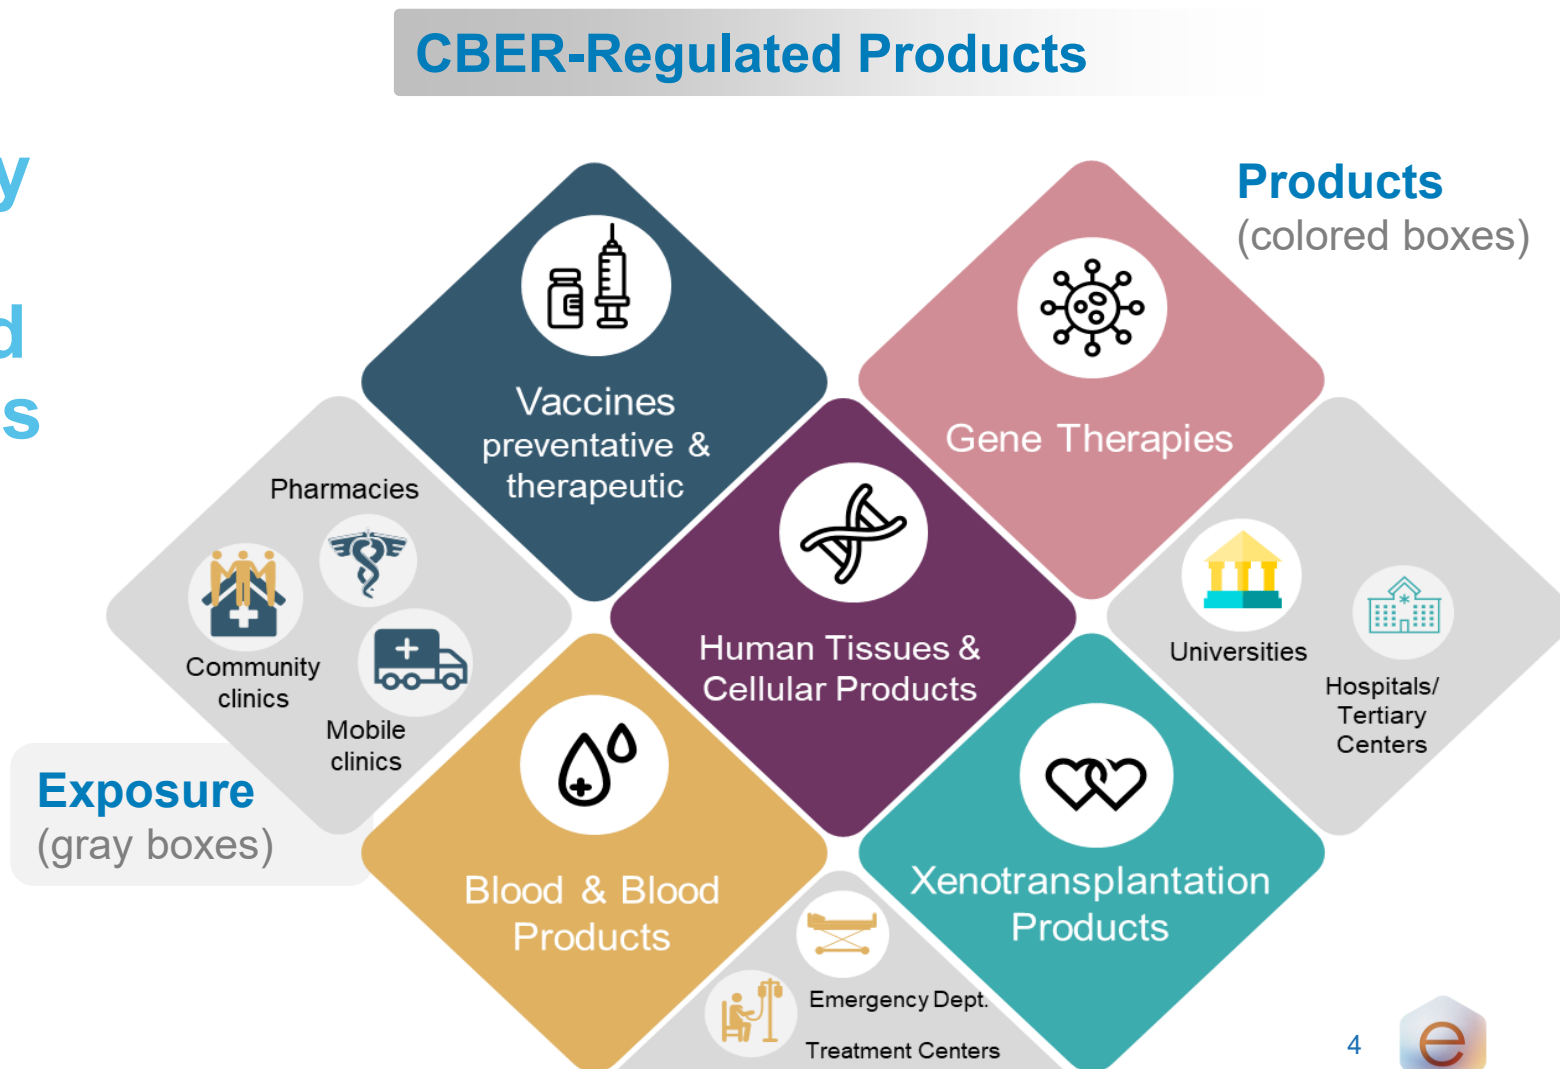 CBER-Regulated Products
y
d
s
Products
(colored boxes)
Vaccines
preventative &
therapeutic
Gene Therapies
Pharmacies
Community
clinics
Mobile
clinics
Human Tissues &
Cellular Products
Universities
Hospitals/
Tertiary
Centers
Exposure
(gray boxes)
Blood & Blood
Products
Xenotransplantation
Products
Emergency Dept.
Treatment Centers
4
e